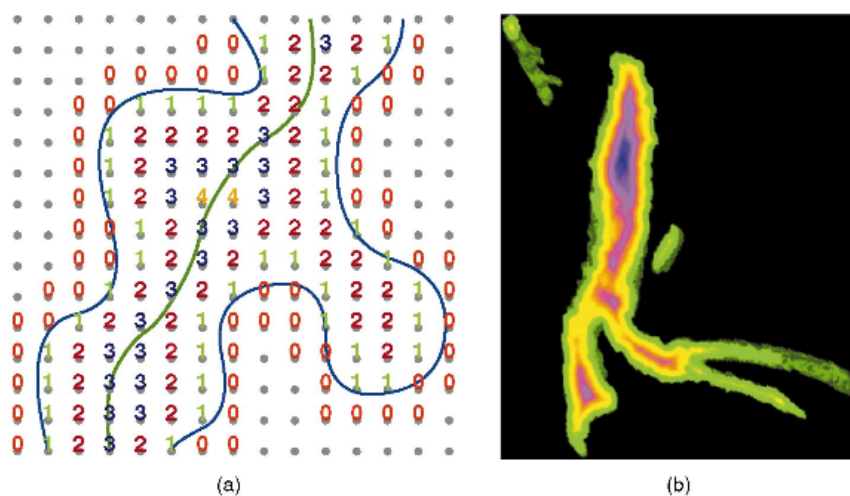 0 0 1 2 3 2 1 0
0 0 0 0 0 1 2 2 1 0 0
0 0 1 1 1 1 2 2 1 0 0
0 1 2 2 2 2 3 2 1 0
0 1 2 3 3 3 3 2 1 0
0 1 2 3 4 4 3 2 1 0 0
0 0 1 2 3 3 2 2 2 1 0
0 0 1 2 3 2 1 1 2 2 1 0 0
0 0 1 2 3 2 1 0 0 1 2 2 1 0
0 0 1 2 3 2 1 0 0 0 1 2 2 1 0
0 1 2 3 3 2 1 0 0 0 1 2 1 0
0 1 2 3 3 2 1 0 0 1 1 0 0
0 1 2 3 3 2 1 0 0 0 0 0
0 1 2 3 2 1 0 0
(a)
(b)